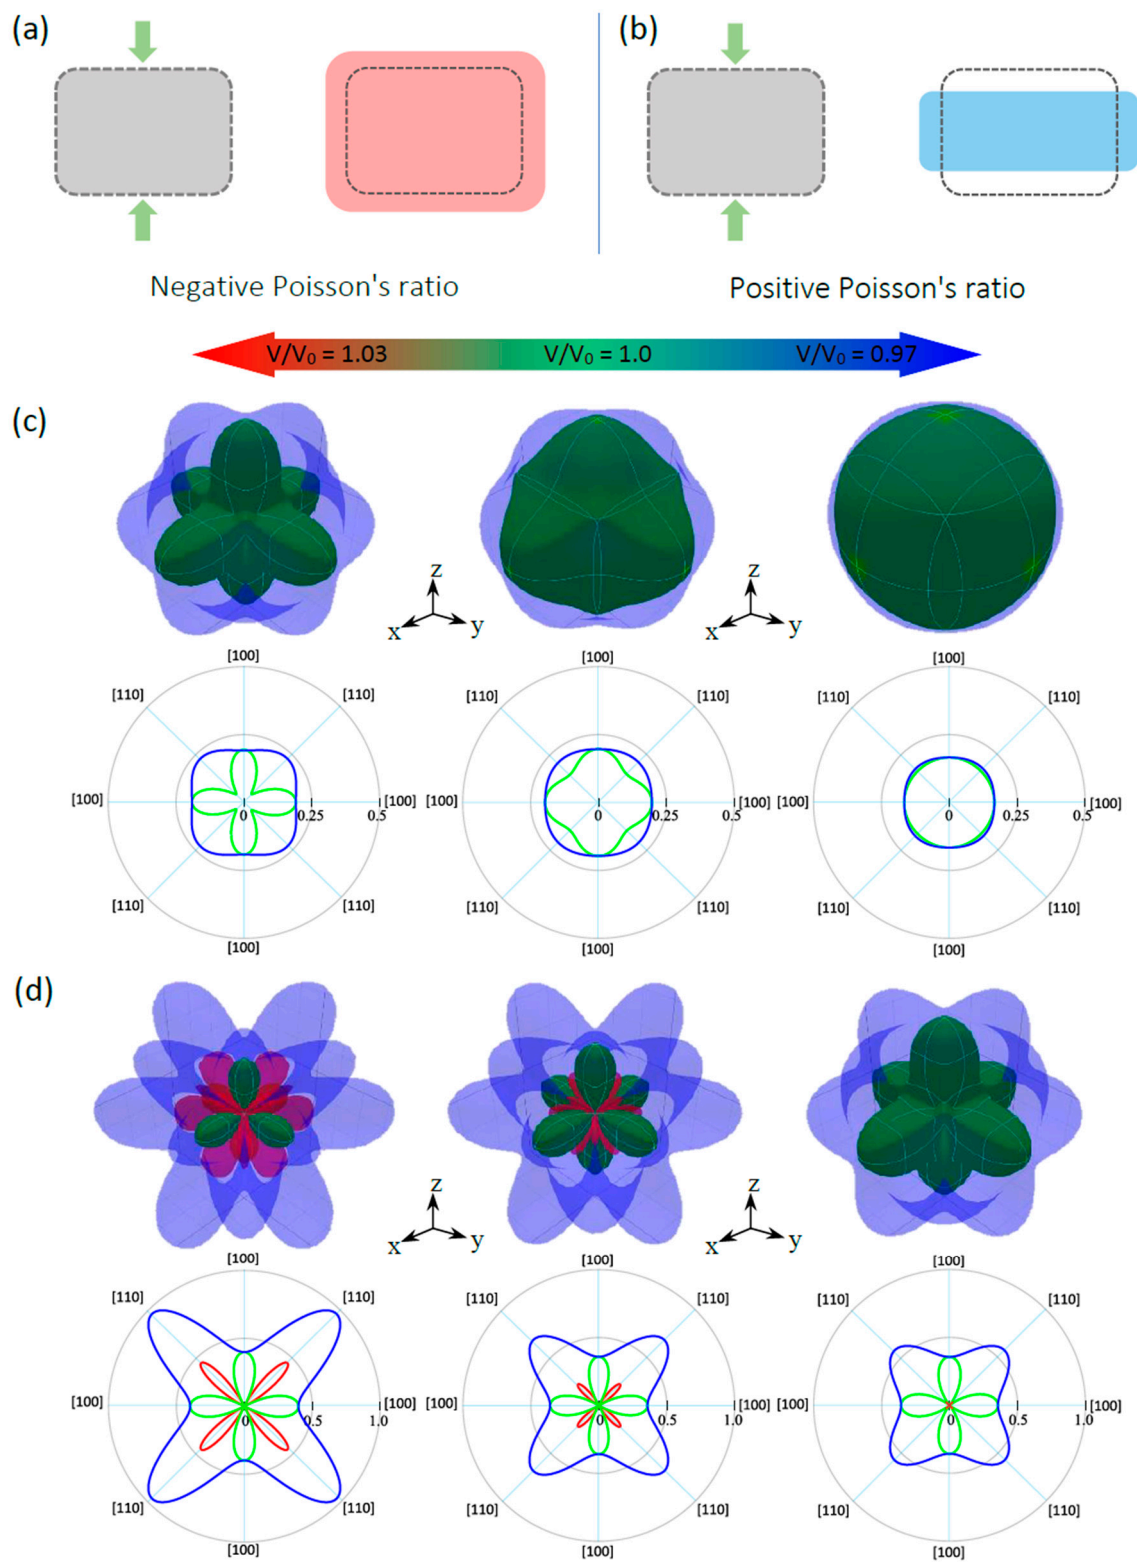 (a)
(b)
Negative Poisson's ratio
Positive Poisson's ratio
V/V₀ = 1.03
V/V₀ = 1.0
V/V₀ = 0.97
(c)
z
x
y
z
x
y
[100]
[100]
[100]
[110]
[110]
[110]
[110]
[110]
[110]
[100]
[100]
[100]
[100]
0
0.25
0.5
0
0.25
0.5
0
0.25
0.5
[110]
[110]
[110]
[110]
[110]
[110]
[100]
[100]
[100]
(d)
z
x
y
z
x
y
[100]
[100]
[100]
[110]
[110]
[110]
[110]
[110]
[110]
[100]
[100]
[100]
[100]
0
0.5
1.0
0
0.5
1.0
0
0.5
1.0
[110]
[110]
[110]
[110]
[110]
[110]
[100]
[100]
[100]